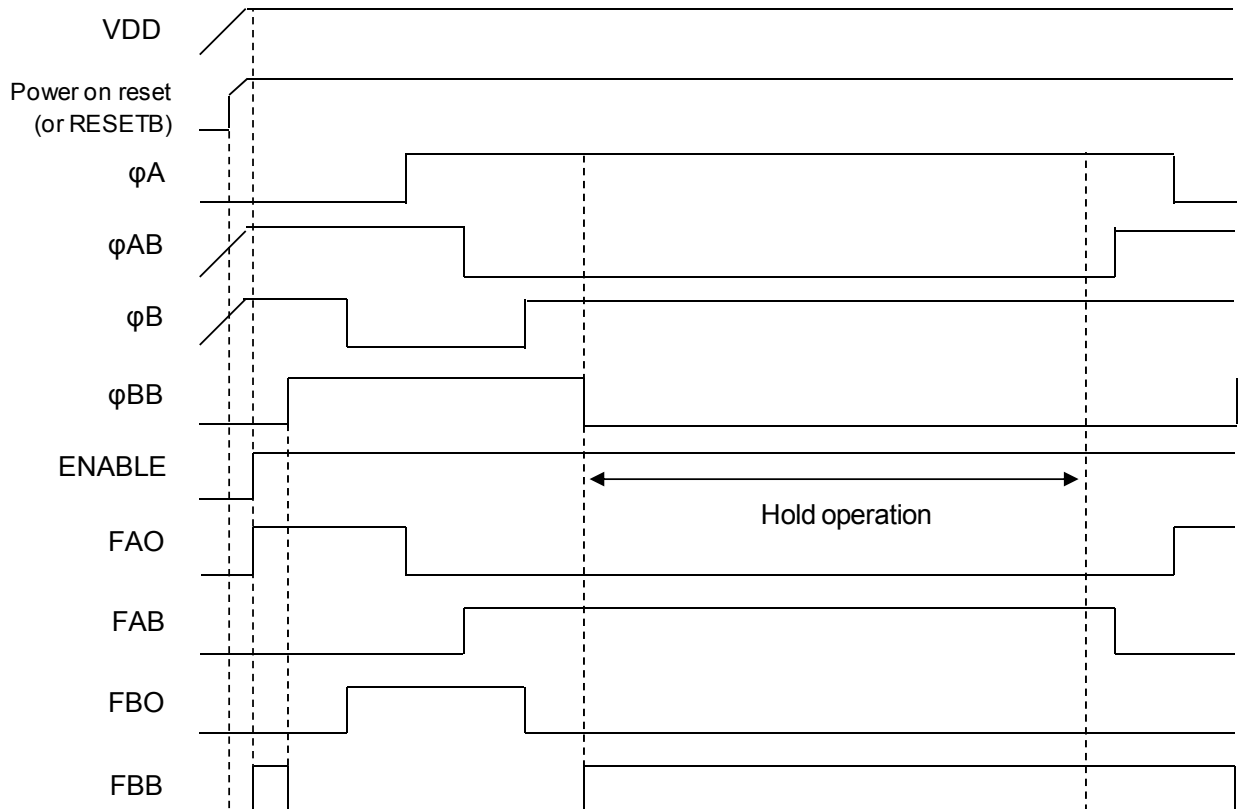 VDD
Power on reset
(or RESETB)
φA
φAB
φB
φBB
ENABLE
Hold operation
FAO
FAB
FBO
FBB